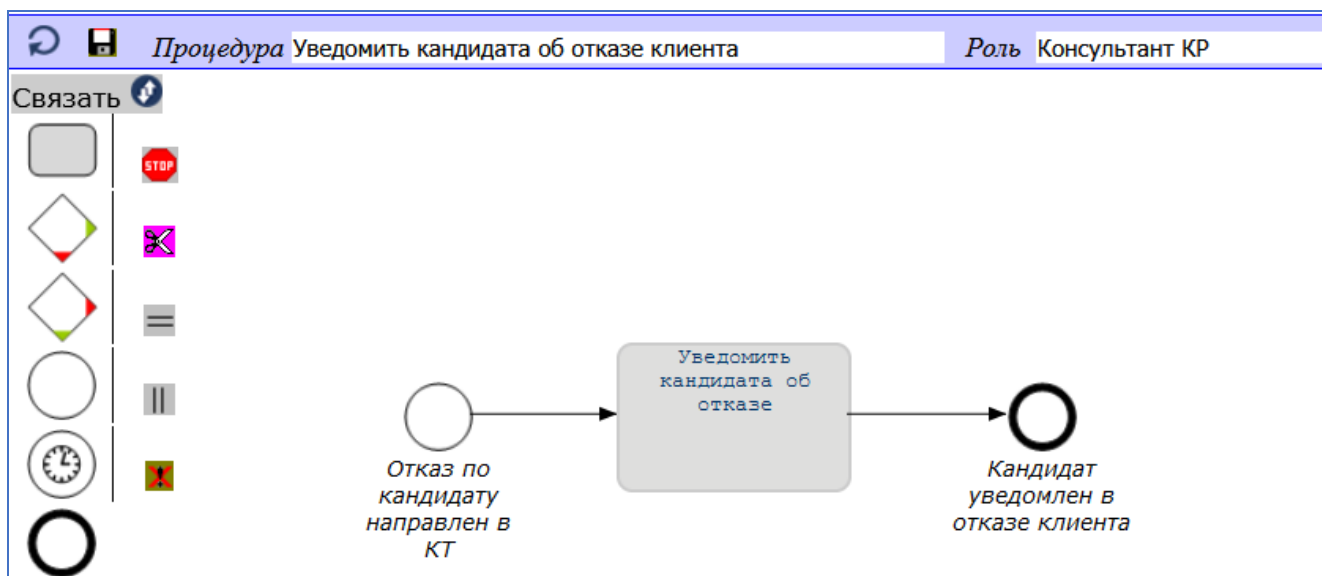 Процедура Уведомить кандидата об отказе клиента Роль Консультант КР
Связать
STOP
Уведомить
кандидата об
отказе
Отказ по
кандидату
направлен в
КТ
Кандидат
уведомлен в
отказе клиента